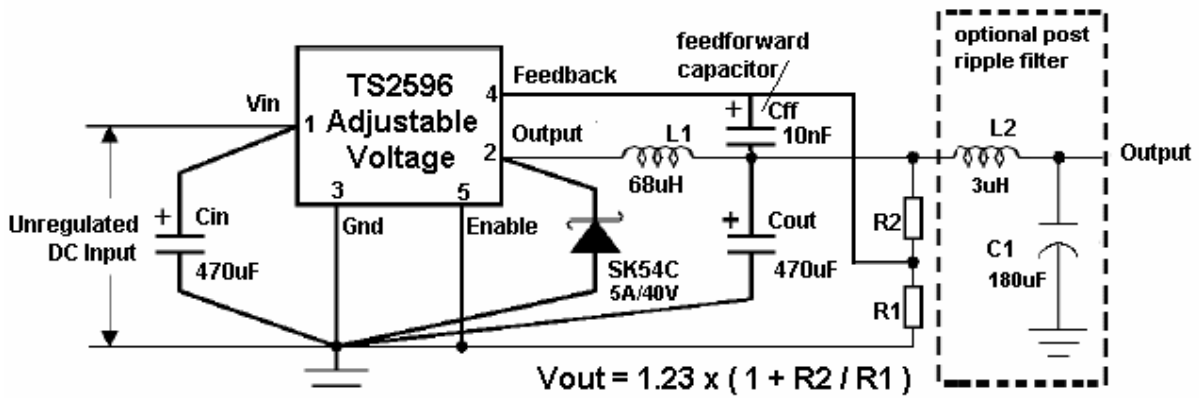 optional post
ripple filter
feedforward
capacitor
TS2596
Adjustable
Voltage
Feedback
4
Vin
1
+
Cff
10nF
Output
2
L1
68uH
L2
3uH
Output
3
5
Gnd
Enable
Unregulated
DC Input
+
Cin
470uF
SK54C
5A/40V
+
Cout
470uF
R2
R1
C1
180uF
Vout = 1.23 x ( 1 + R2 / R1 )